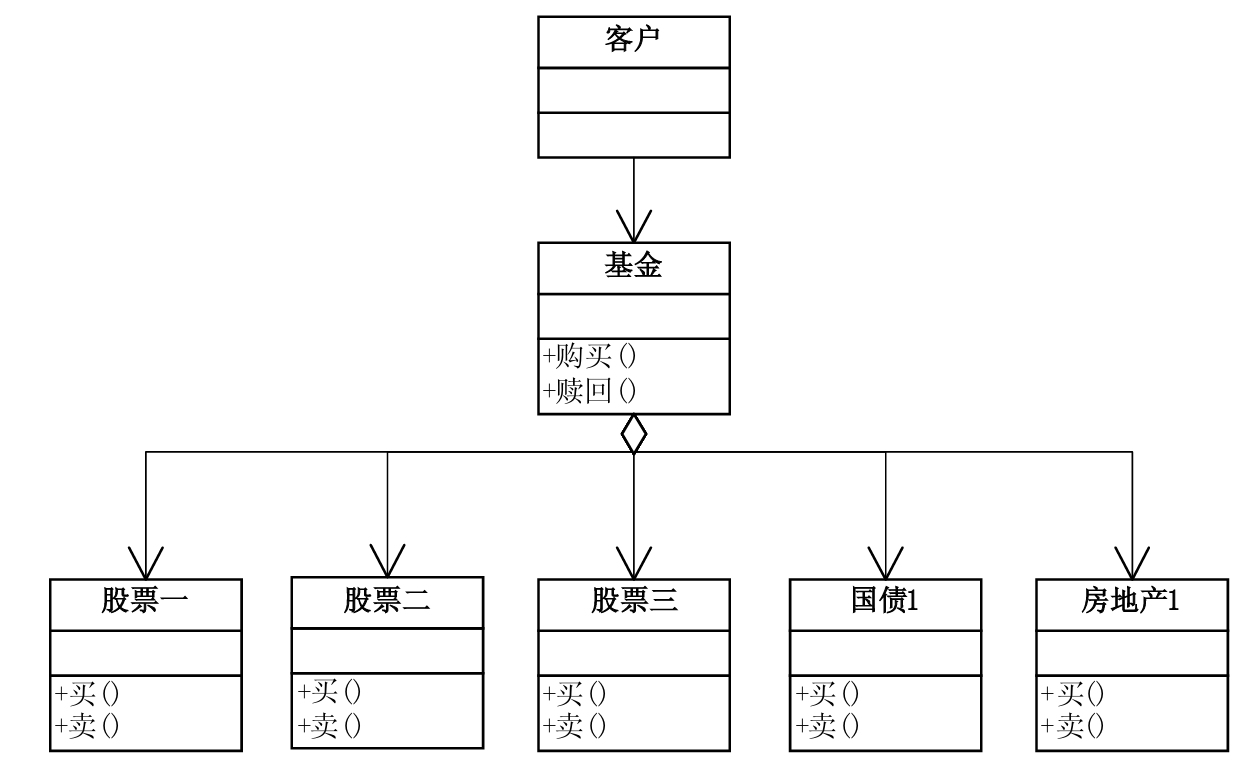 客户
基金
+购买()
+赎回()
股票一
+买()
+卖()
股票二
+买()
+卖()
股票三
+买()
+卖()
国债1
+买()
+卖()
房地产1
+买()
+卖()